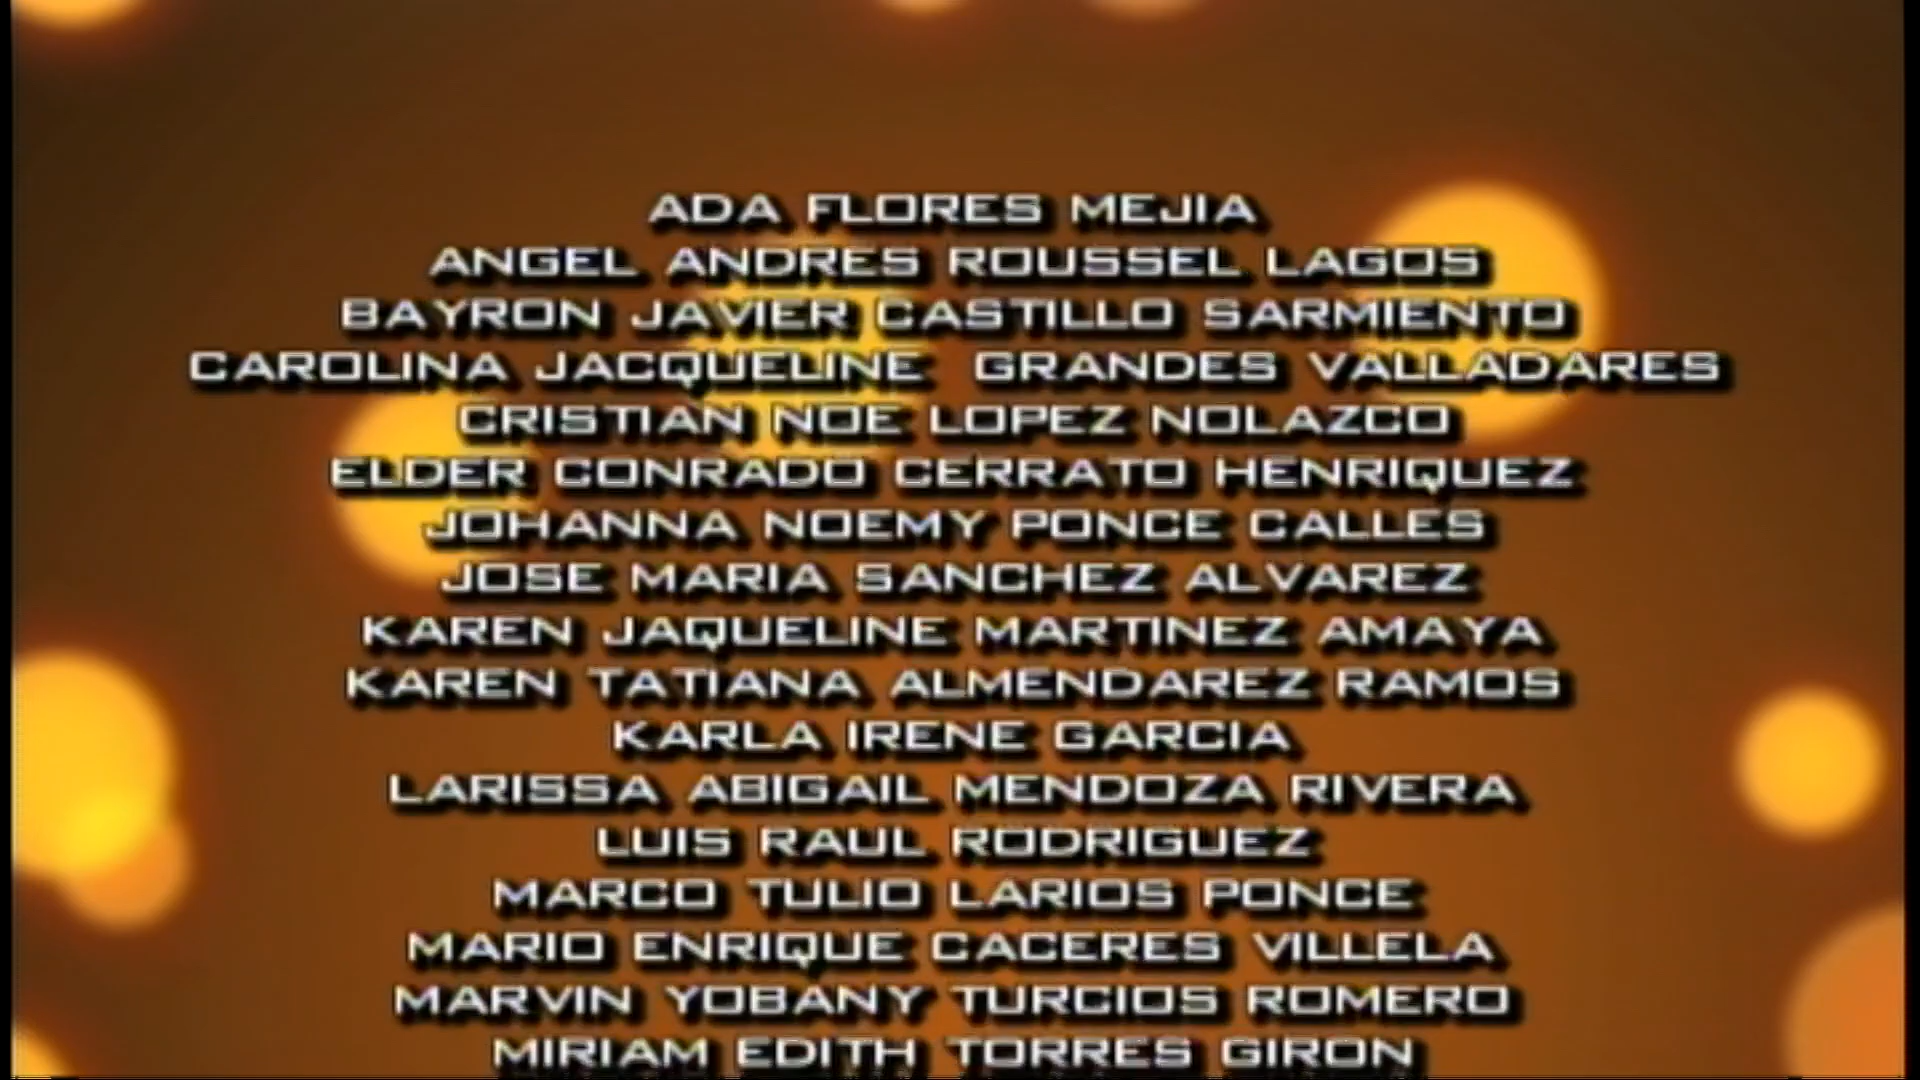 ADA FLORES MEJIA
ANGEL ANDRES ROUSSEL LAGOS
BAYRON JAVIER CASTILLO SARMIENTO
CAROLINA JACQUELINE GRANDES VALLADARES
CRISTIAN NOE LOPEZ NOLAZCO
ELDER CONRADO CERRATO HENRIQUEZ
JOHANNA NOEMY PONCE CALLES
JOSE MARIA SANCHEZ ALVAREZ
KAREN JAQUELINE MARTINEZ AMAYA
KAREN TATIANA ALMENDAREZ RAMOS
KARLA IRENE GARCIA
LARISSA ABIGAIL MENDOZA RIVERA
LUIS RAUL RODRIGUEZ
MARCO TULIO LARIOS PONCE
MARIO ENRIQUE CACERES VILLELA
MARVIN YOBANY TURCIOS ROMERO
MIRIAM EDITH TORRES GIRON